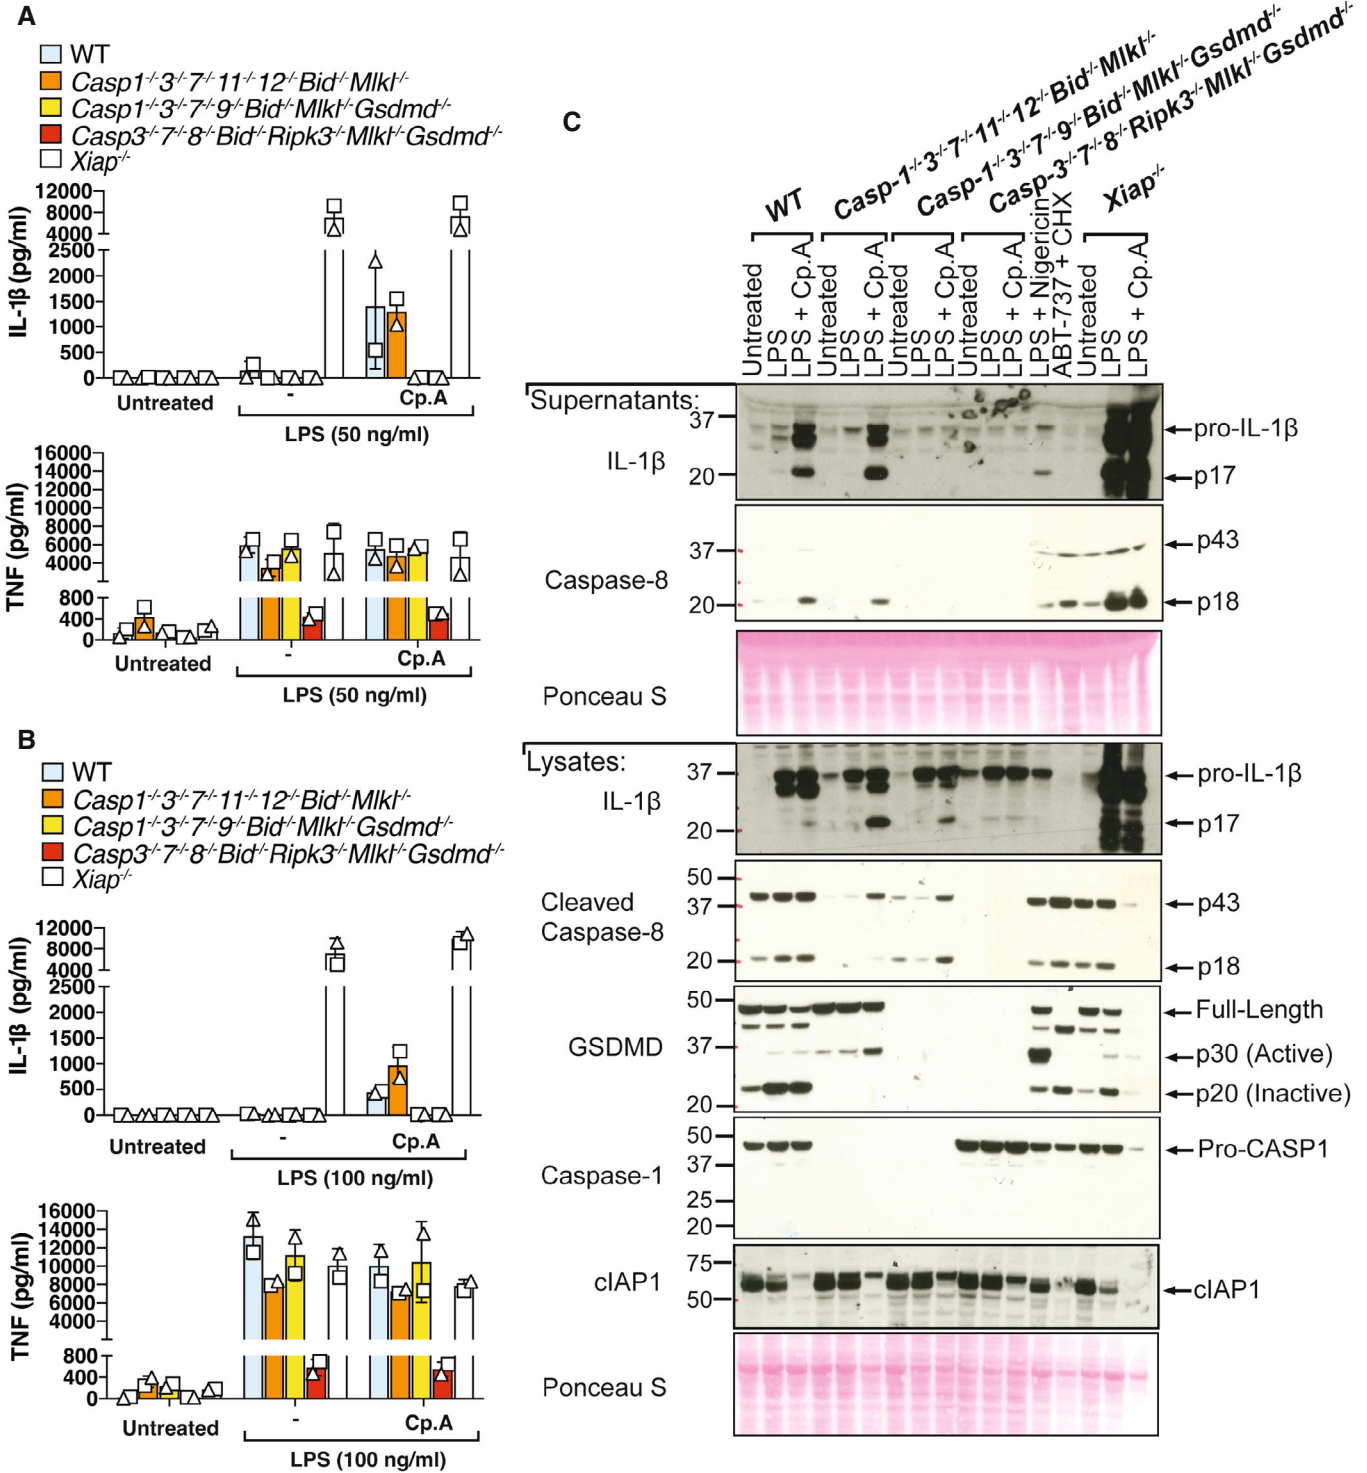 A
WT
Casp1-/-3-/-7-/-11-/-12-/-Bid-/-Mlkl-/-
Casp1-/-3-/-7-/-9-/-Bid-/-Mlkl-/-Gsdmd-/-
Casp3-/-7-/-8-/-Bid-/-Ripk3-/-Mlkl-/-Gsdmd-/-
Xiap-/-
IL-1β (pg/ml)
12000
8000
4000
2500
2000
1500
1000
500
0
Untreated
-
Cp.A
LPS (50 ng/ml)
TNF (pg/ml)
16000
14000
12000
10000
8000
6000
4000
800
400
0
Untreated
-
Cp.A
LPS (50 ng/ml)
B
WT
Casp1-/-3-/-7-/-11-/-12-/-Bid-/-Mlkl-/-
Casp1-/-3-/-7-/-9-/-Bid-/-Mlkl-/-Gsdmd-/-
Casp3-/-7-/-8-/-Bid-/-Ripk3-/-Mlkl-/-Gsdmd-/-
Xiap-/-
IL-1β (pg/ml)
12000
10000
8000
6000
4000
2500
2000
1500
1000
500
0
Untreated
-
Cp.A
LPS (100 ng/ml)
TNF (pg/ml)
16000
14000
12000
10000
8000
6000
4000
800
400
0
Untreated
-
Cp.A
LPS (100 ng/ml)
C
WT
Casp-1-/-3-/-7-/-11-/-12-/-Bid-/-Mlkl-/-
Casp-1-/-3-/-7-/-9-/-Bid-/-Mlkl-/-Gsdmd-/-
Casp-3-/-7-/-8-/-Ripk3-/-Mlkl-/-Gsdmd-/-
Xiap-/-
Untreated
LPS
LPS + Cp.A
Untreated
LPS
LPS + Cp.A
Untreated
LPS
LPS + Cp.A
Untreated
LPS
LPS + Cp.A
LPS + Nigericin
ABT-737 + CHX
Untreated
LPS
LPS + Cp.A
Supernatants:
IL-1β
37
20
pro-IL-1β
p17
Caspase-8
37
20
p43
p18
Ponceau S
Lysates:
IL-1β
37
20
pro-IL-1β
p17
Cleaved
Caspase-8
50
37
20
p43
p18
GSDMD
50
37
20
Full-Length
p30 (Active)
p20 (Inactive)
Caspase-1
50
37
25
20
Pro-CASP1
cIAP1
75
50
cIAP1
Ponceau S